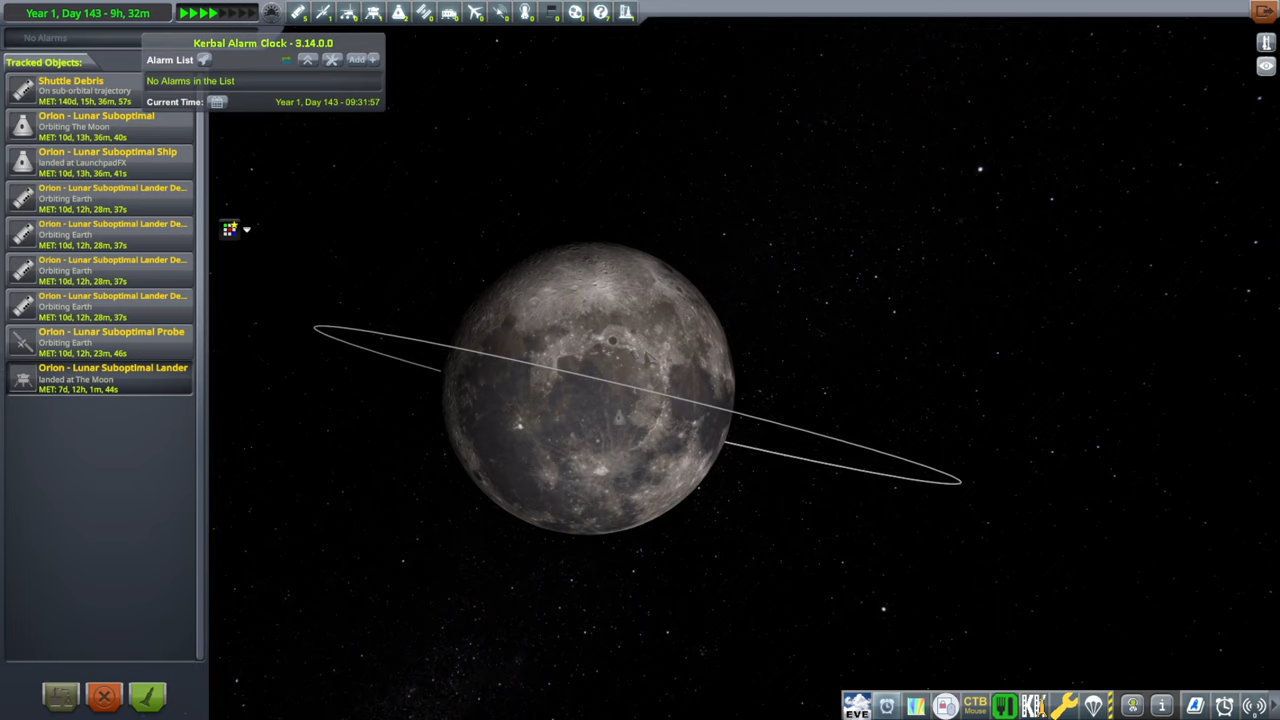 Year 1, Day 143 - 9h, 32m
No Alarms
Kerbal Alarm Clock - 3.14.0.0
Alarm List
Add +
No Alarms in the List
Current Time:
Year 1, Day 143 - 09:31:57
Tracked Objects:
Shuttle Debris
On sub-orbital trajectory
MET: 140d, 15h, 36m, 57s
Orion - Lunar Suboptimal
Orbiting The Moon
MET: 10d, 13h, 36m, 40s
Orion - Lunar Suboptimal Ship
landed at LaunchpadFX
MET: 10d, 13h, 36m, 41s
Orion - Lunar Suboptimal Lander De...
Orbiting Earth
MET: 10d, 12h, 28m, 37s
Orion - Lunar Suboptimal Lander De...
Orbiting Earth
MET: 10d, 12h, 28m, 37s
Orion - Lunar Suboptimal Lander De...
Orbiting Earth
MET: 10d, 12h, 28m, 37s
Orion - Lunar Suboptimal Lander De...
Orbiting Earth
MET: 10d, 12h, 28m, 37s
Orion - Lunar Suboptimal Probe
Orbiting Earth
MET: 10d, 12h, 23m, 46s
Orion - Lunar Suboptimal Lander
landed at The Moon
MET: 7d, 12h, 1m, 44s
EVE
CTB
Mouse